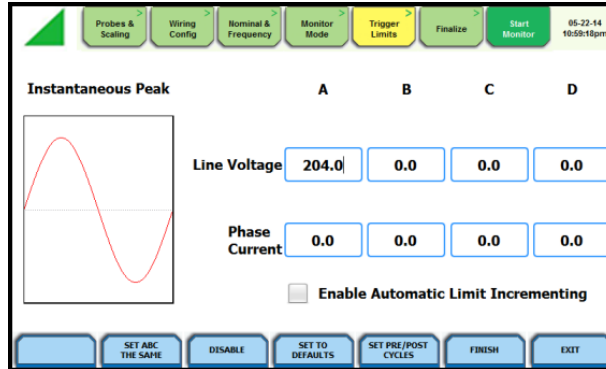 Probes &
Scaling
Wiring
Config
Nominal &
Frequency
Monitor
Mode
Trigger
Limits
Finalize
Start
Monitor
05-22-14
10:59:18pm
Instantaneous Peak
A B C D
Line Voltage 204.0 0.0 0.0 0.0
Phase
Current 0.0 0.0 0.0 0.0
Enable Automatic Limit Incrementing
SET ABC
THE SAME
DISABLE
SET TO
DEFAULTS
SET PRE/POST
CYCLES
FINISH
EXIT